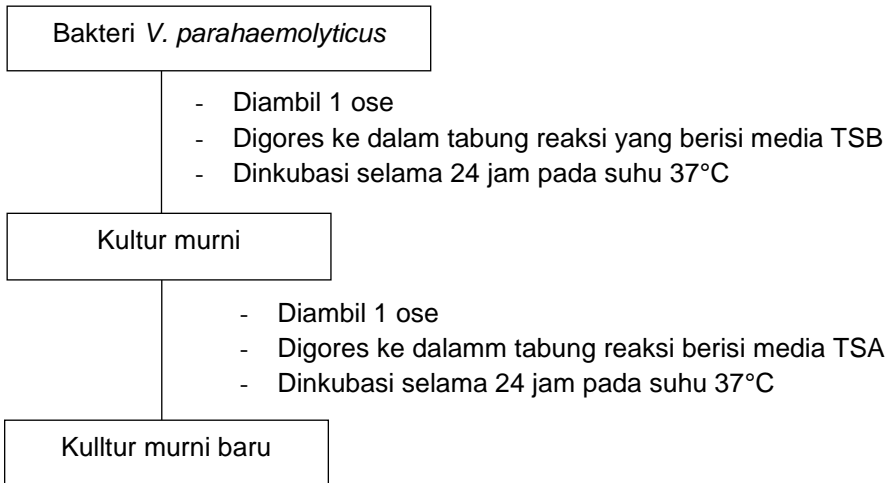 Bakteri V. parahaemolyticus
- Diambil 1 ose
- Digores ke dalam tabung reaksi yang berisi media TSB
- Dinkubasi selama 24 jam pada suhu 37°C
Kultur murni
- Diambil 1 ose
- Digores ke dalamm tabung reaksi berisi media TSA
- Dinkubasi selama 24 jam pada suhu 37°C
Kulltur murni baru